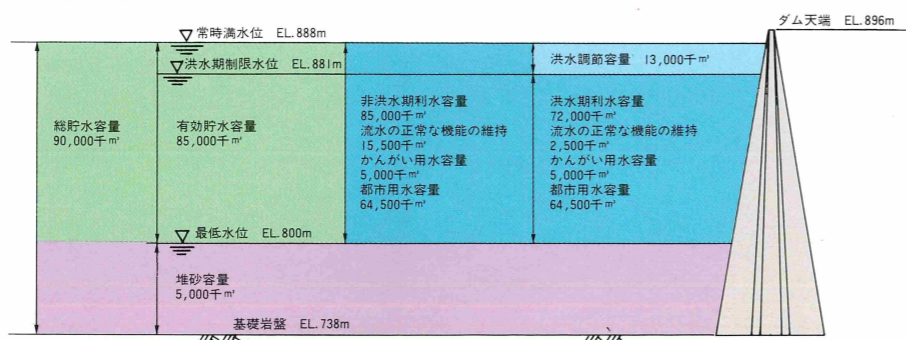 ダム天端 EL.896m
常時満水位 EL.888m
洪水期制限水位 EL.881m
洪水調節容量 13,000千㎥
総貯水容量
90,000千㎥
有効貯水容量
85,000千㎥
非洪水期利水容量
85,000千㎥
流水の正常な機能の維持
15,500千㎥
かんがい用水容量
5,000千㎥
都市用水容量
64,500千㎥
洪水期利水容量
72,000千㎥
流水の正常な機能の維持
2,500千㎥
かんがい用水容量
5,000千㎥
都市用水容量
64,500千㎥
最低水位 EL.800m
堆砂容量
5,000千㎥
基礎岩盤 EL.738m